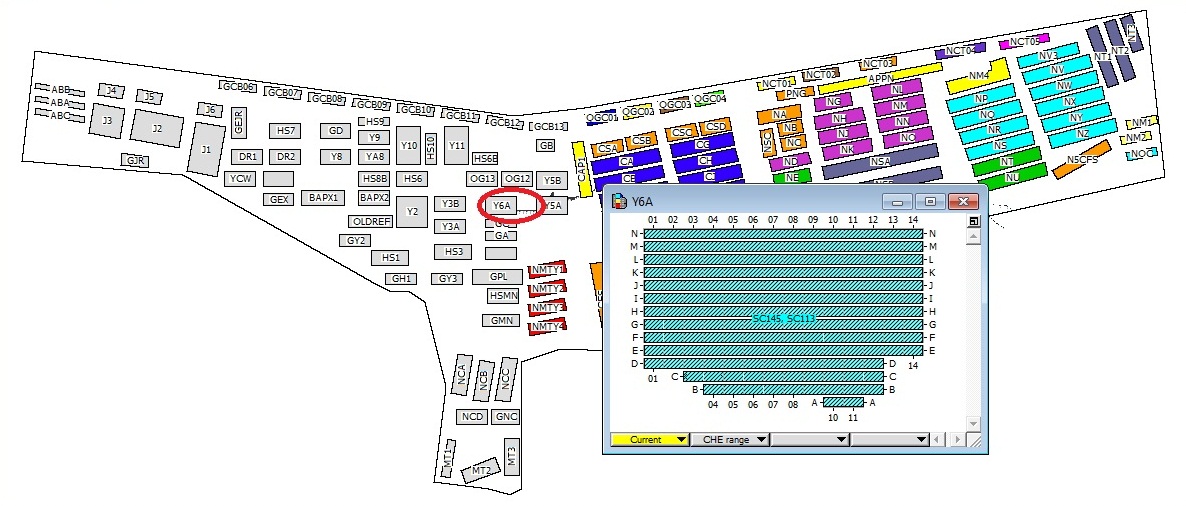 NCT05
NCT04
NCT03
NCT02
NCT01
APPN
NM4
NV3
NV
NW
NX
NY
NZ
NT1
NT2
NT3
NP
NQ
NR
NS
NT
NU
N5CFS
NM1
NM2
NOC
NL
NM
NN
NO
NG
NH
NJ
NK
NSA
PNG
NA
NB
NC
NSC
ND
NE
OGC01
OGC02
OGC03
OGC04
CSA
CSB
CSC
CSD
CAP1
CA
CB
CG
CH
GCB06
GCB07
GCB08
GCB09
GCB10
GCB11
GCB12
GCB13
ABB
ABA
ABC
J4
J5
J6
J3
J2
J1
GJR
GEJR
HS7
GD
HS9
Y9
Y10
HS10
Y11
GB
DR1
DR2
Y8
YA8
HS6B
YCW
HS8B
HS6
OG13
OG12
Y5B
GEX
BAPX1
BAPX2
Y2
Y3B
Y6A
Y5A
OLDREF
Y3A
GA
GY2
HS1
HS3
GH1
GY3
GPL
HSMN
GMN
NMTY1
NMTY2
NMTY3
NMTY4
NCA
NCB
NCC
NCD
GNC
MT1
MT2
MT3
Y6A
01 02 03 04 05 06 07 08 09 10 11 12 13 14
N N
M M
L L
K K
J J
I I
H H
SC145, SC113
G G
F F
E E
D D
14
01
C C
B B
04 05 06 07 08
A A
10 11
Current CHE range